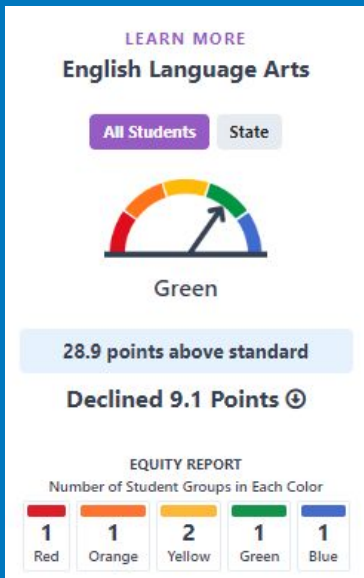 LEARN MORE
English Language Arts
All Students State
Green
28.9 points above standard
Declined 9.1 Points
EQUITY REPORT
Number of Student Groups in Each Color
1 1 2 1 1
Red Orange Yellow Green Blue